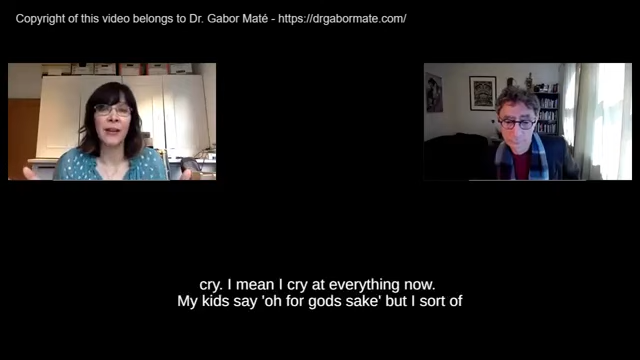 Copyright of this video belongs to Dr. Gabor Maté - https://drgabormate.com/
cry. I mean I cry at everything now.
My kids say 'oh for gods sake' but I sort of